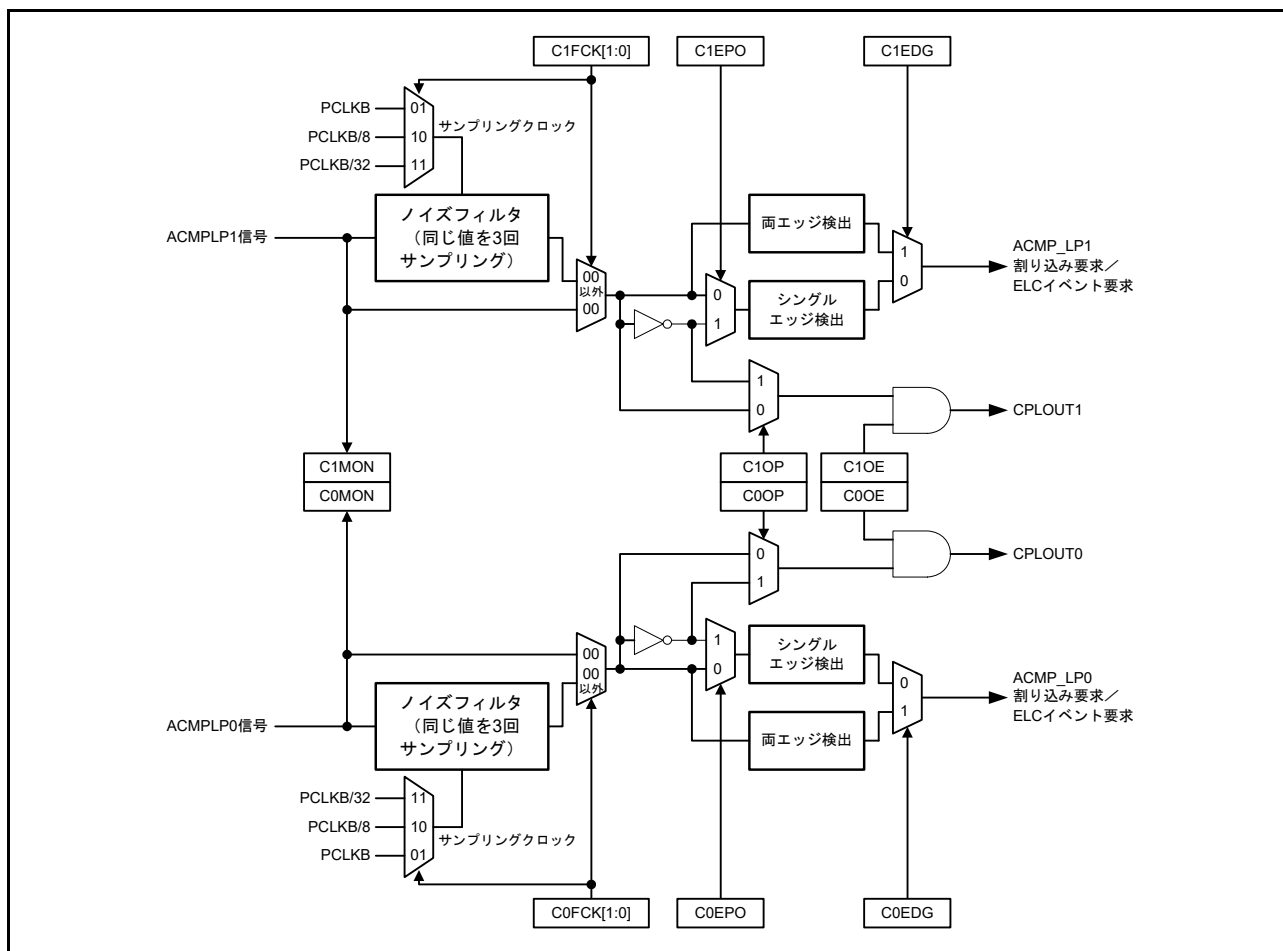 C1FCK[1:0]
C1EPO
C1EDG
PCLKB
01
サンプリングクロック
PCLKB/8
10
PCLKB/32
11
ノイズフィルタ
（同じ値を3回
サンプリング）
両エッジ検出
ACMPLP1信号
1
0
ACMP_LP1
割り込み要求／
ELCイベント要求
00
以外
00
0
1
シングル
エッジ検出
1
0
CPLOUT1
C1MON
C0MON
C1OP
C0OP
C1OE
C0OE
0
1
CPLOUT0
00
00
以外
1
0
シングル
エッジ検出
0
1
ACMP_LP0
割り込み要求／
ELCイベント要求
ACMPLP0信号
ノイズフィルタ
（同じ値を3回
サンプリング）
両エッジ検出
PCLKB/32
11
PCLKB/8
10
サンプリングクロック
PCLKB
01
C0FCK[1:0]
C0EPO
C0EDG